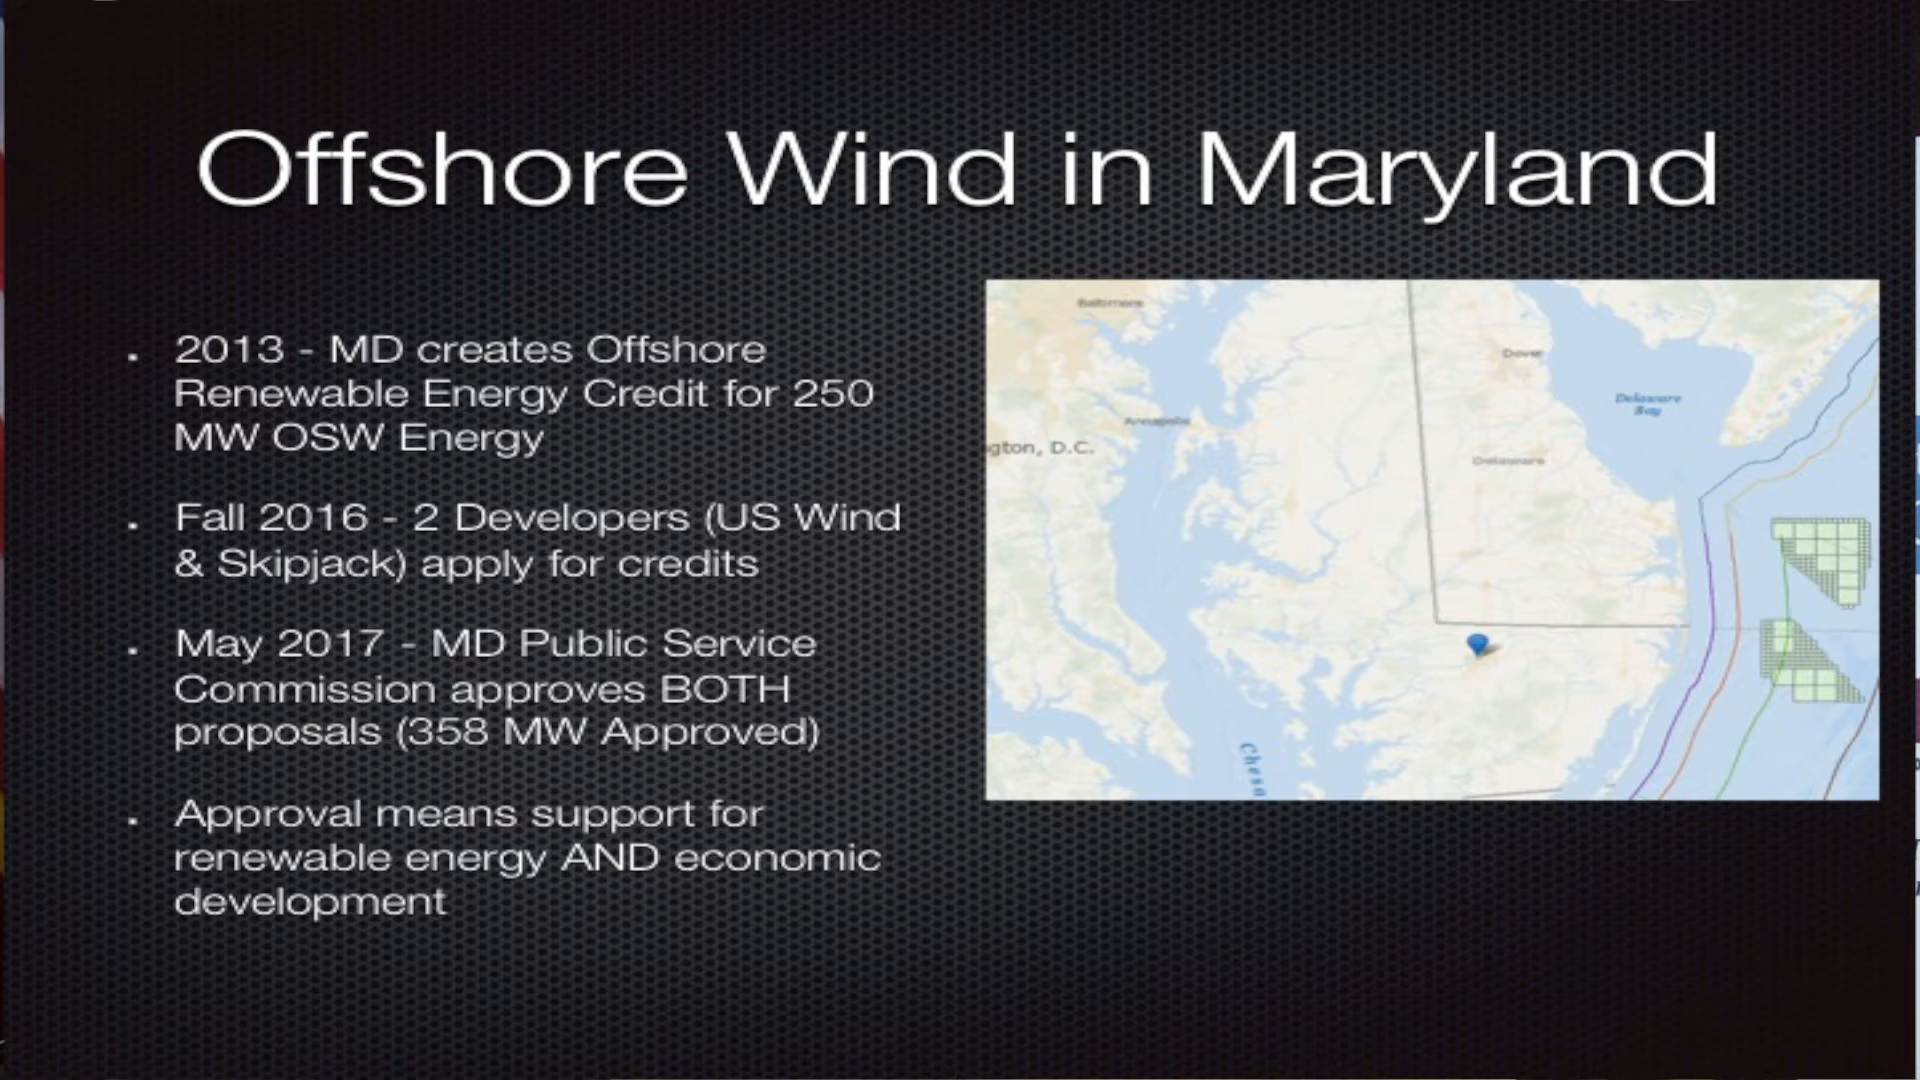 Offshore Wind in Maryland
2013 - MD creates Offshore
Renewable Energy Credit for 250
MW OSW Energy
Fall 2016 - 2 Developers (US Wind
& Skipjack) apply for credits
May 2017 - MD Public Service
Commission approves BOTH
proposals (358 MW Approved)
Approval means support for
renewable energy AND economic
development
Baltimore
Dover
Delaware
Bay
Annapolis
gton, D.C.
Delaware
Chesa